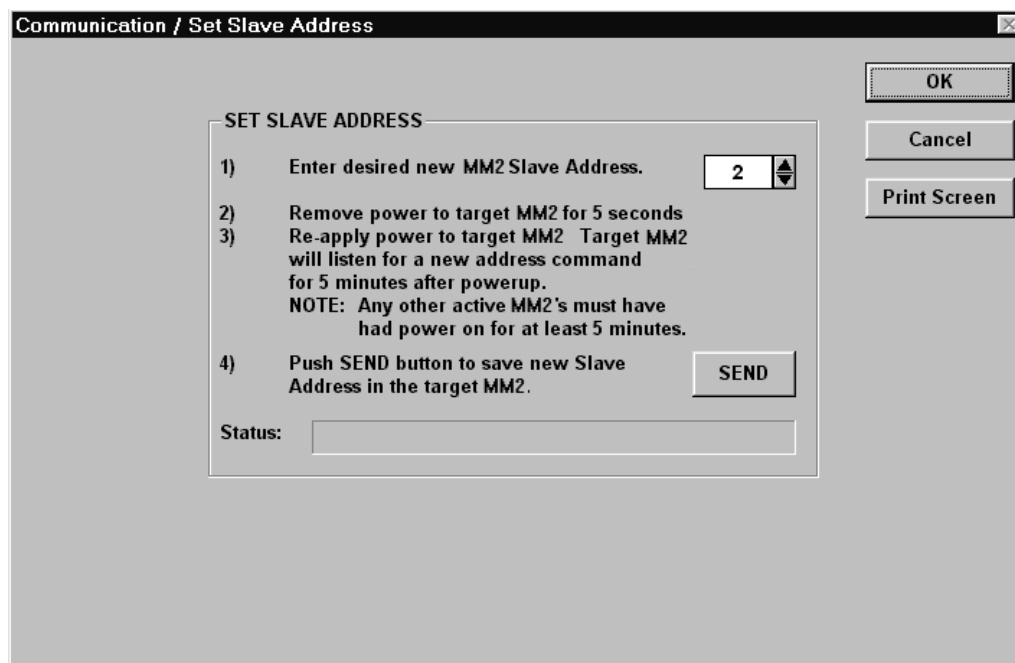 Communication / Set Slave Address
OK
Cancel
Print Screen
SET SLAVE ADDRESS
1) Enter desired new MM2 Slave Address. 2
2) Remove power to target MM2 for 5 seconds
3) Re-apply power to target MM2 Target MM2
will listen for a new address command
for 5 minutes after powerup.
NOTE: Any other active MM2's must have
had power on for at least 5 minutes.
4) Push SEND button to save new Slave
Address in the target MM2.
SEND
Status: